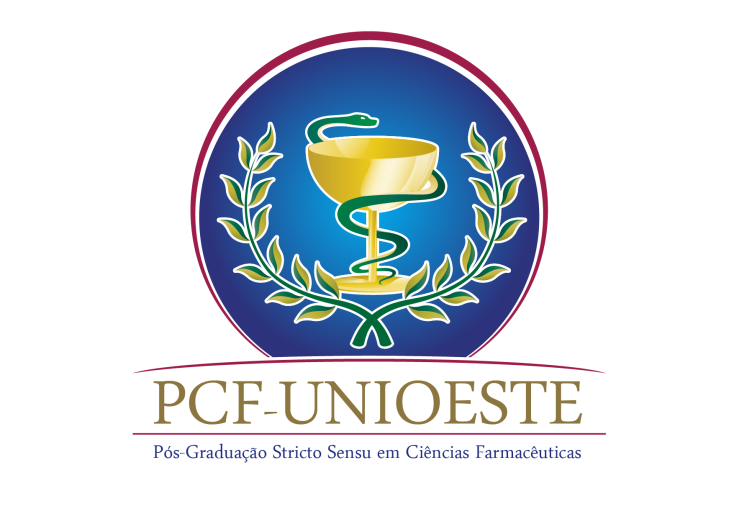 PCF-UNIOESTE
Pós-Graduação Stricto Sensu em Ciências Farmacêuticas